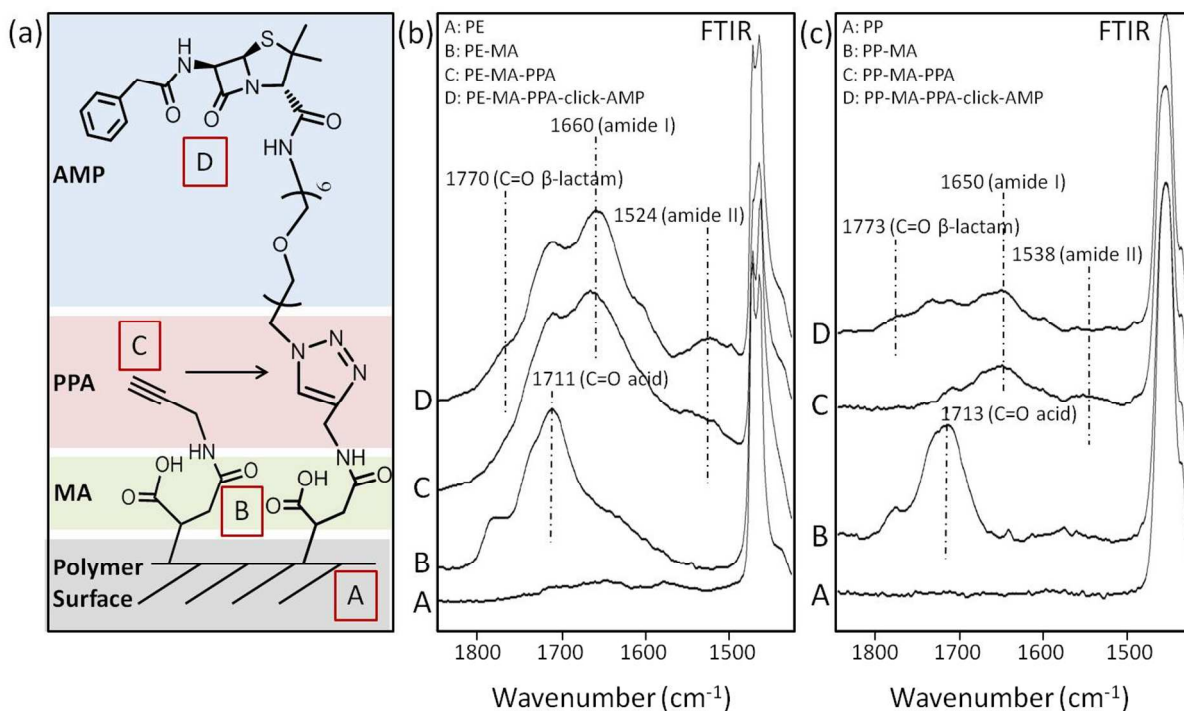 (a)
S
H
N
O
N
O
O
HN
D
AMP
9
O
C
N
N
N
PPA
NH
OH
O
O
NH
OH
O
O
MA
B
Polymer
Surface
A
(b)
A: PE
B: PE-MA
C: PE-MA-PPA
D: PE-MA-PPA-click-AMP
FTIR
1660 (amide I)
1770 (C=O β-lactam)
1524 (amide II)
D
1711 (C=O acid)
C
B
A
1800 1700 1600 1500
Wavenumber (cm-1)
(c)
A: PP
B: PP-MA
C: PP-MA-PPA
D: PP-MA-PPA-click-AMP
FTIR
1650 (amide I)
1773 (C=O β-lactam)
1538 (amide II)
D
C
1713 (C=O acid)
B
A
1800 1700 1600 1500
Wavenumber (cm-1)